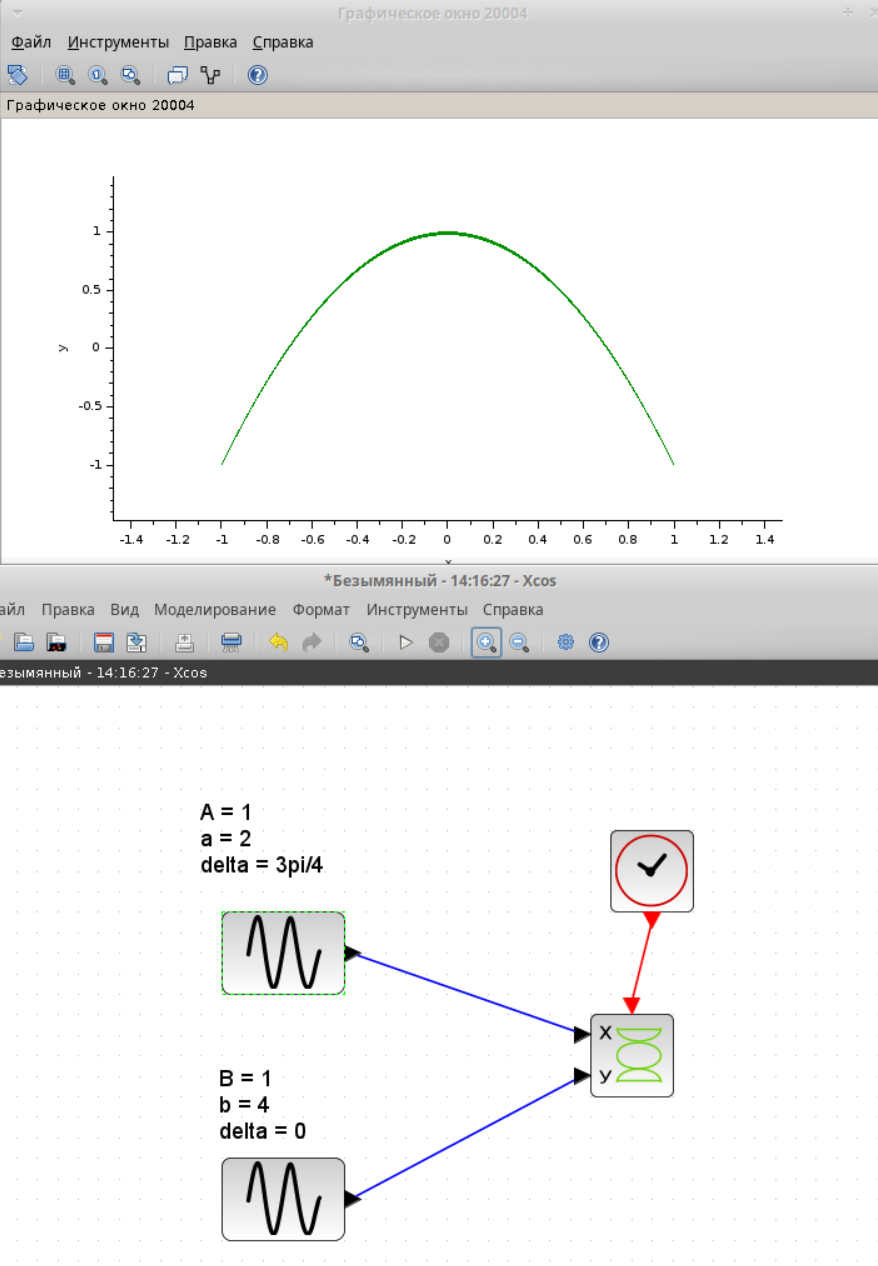 Графическое окно 20004
Файл Инструменты Правка Справка
Графическое окно 20004
1
0.5
y 0
-0.5
-1
-1.4 -1.2 -1 -0.8 -0.6 -0.4 -0.2 0 0.2 0.4 0.6 0.8 1 1.2 1.4
x
*Безымянный - 14:16:27 - Xcos
айл Правка Вид Моделирование Формат Инструменты Справка
езымянный - 14:16:27 - Xcos
A = 1
a = 2
delta = 3pi/4
X
y
B = 1
b = 4
delta = 0